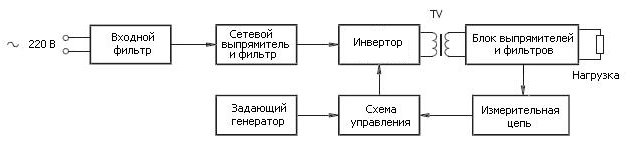 TV
~ 220 В
Входной
фильтр
Сетевой
выпрямитель
и фильтр
Инвертор
Блок выпрямителей
и фильтров
Нагрузка
Задающий
генератор
Схема
управления
Измерительная
цепь